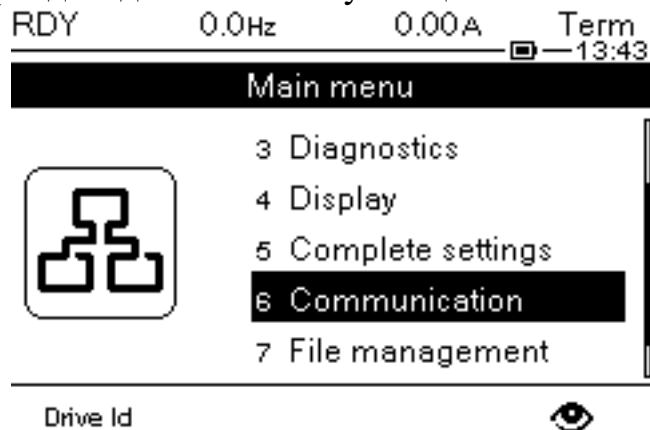 RDY 0.0Hz 0.00A Term
13:43
Main menu
3 Diagnostics
4 Display
5 Complete settings
6 Communication
7 File management
Drive Id